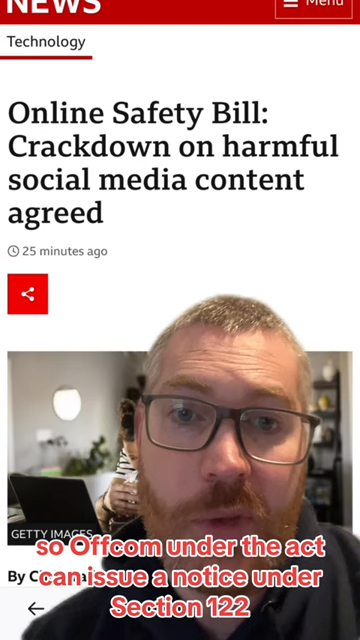 NEWS
Menu
Technology
Online Safety Bill:
Crackdown on harmful
social media content
agreed
25 minutes ago
GETTY IMAGES
so Offcom under the act
By
can issue a notice under
Section 122